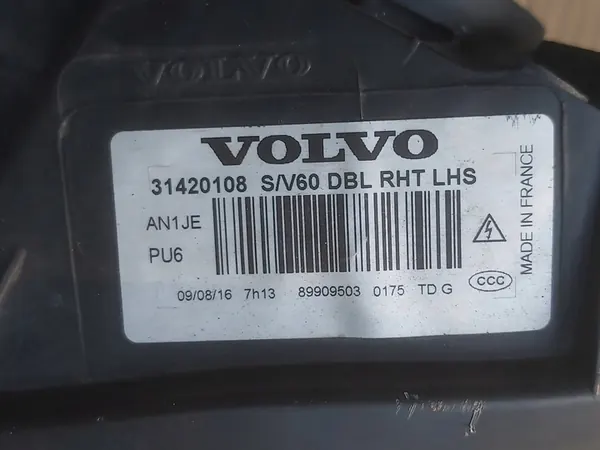 VOLVO
VOLVO
31420108 S/V60 DBL RHT LHS
AN1JE
PU6
09/08/16 7h13 89909503 0175 TD G
CCC
MADE IN FRANCE